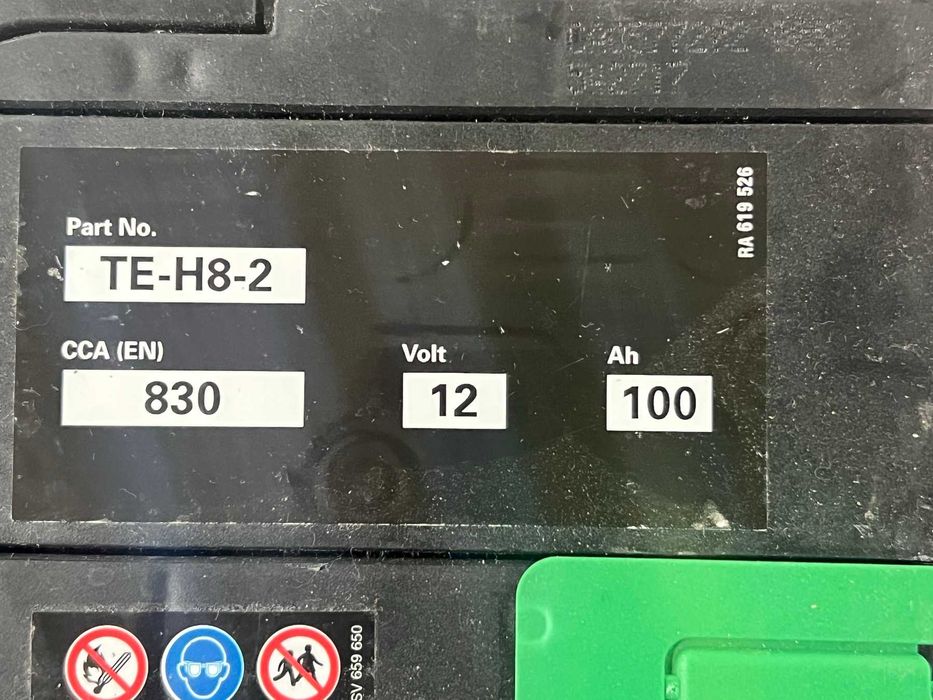 Part No.
TE-H8-2
CCA (EN)
830
Volt
12
Ah
100
RA 619 526
SV 659 650